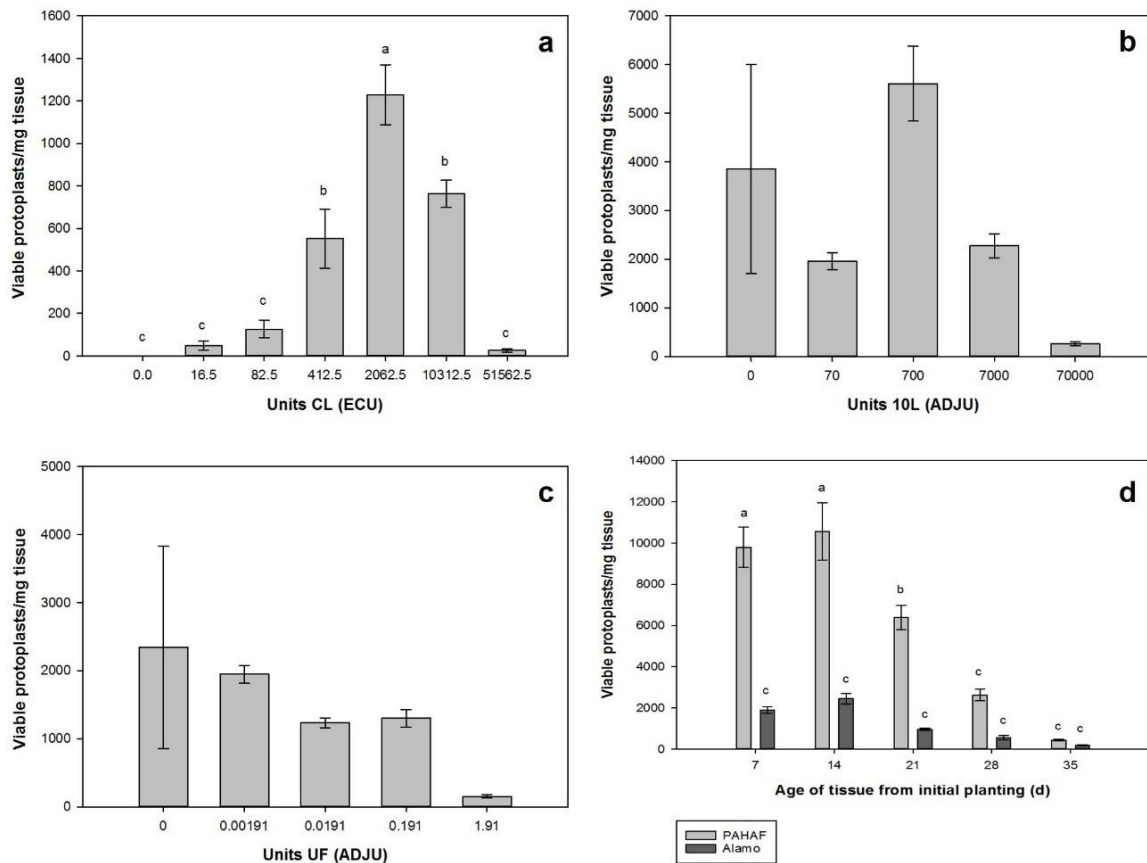 a
Viable protoplasts/mg tissue
1600
1400
1200
1000
800
600
400
200
0
c
c
c
b
a
b
c
0.0 16.5 82.5 412.5 2062.5 10312.5 51562.5
Units CL (ECU)
b
Viable protoplasts/mg tissue
7000
6000
5000
4000
3000
2000
1000
0
0 70 700 7000 70000
Units 10L (ADJU)
c
Viable protoplasts/mg tissue
5000
4000
3000
2000
1000
0
0 0.00191 0.0191 0.191 1.91
Units UF (ADJU)
d
Viable protoplasts/mg tissue
14000
12000
10000
8000
6000
4000
2000
0
a
c
a
c
b
c
c
c
c
c
7 14 21 28 35
Age of tissue from initial planting (d)
PAHAF
Alamo